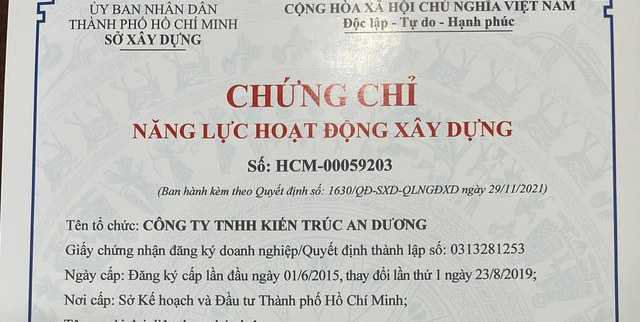 ỦY BAN NHÂN DÂN
THÀNH PHỐ HỒ CHÍ MINH
SỞ XÂY DỰNG
CỘNG HÒA XÃ HỘI CHỦ NGHĨA VIỆT NAM
Độc lập - Tự do - Hạnh phúc
CHỨNG CHỈ
NĂNG LỰC HOẠT ĐỘNG XÂY DỰNG
Số: HCM-00059203
(Ban hành kèm theo Quyết định số: 1630/QĐ-SXD-QLNGĐXD ngày 29/11/2021)
Tên tổ chức: CÔNG TY TNHH KIẾN TRÚC AN DƯƠNG
Giấy chứng nhận đăng ký doanh nghiệp/Quyết định thành lập số: 0313281253
Ngày cấp: Đăng ký cấp lần đầu ngày 01/6/2015, thay đổi lần thứ 1 ngày 23/8/2019;
Nơi cấp: Sở Kế hoạch và Đầu tư Thành phố Hồ Chí Minh;